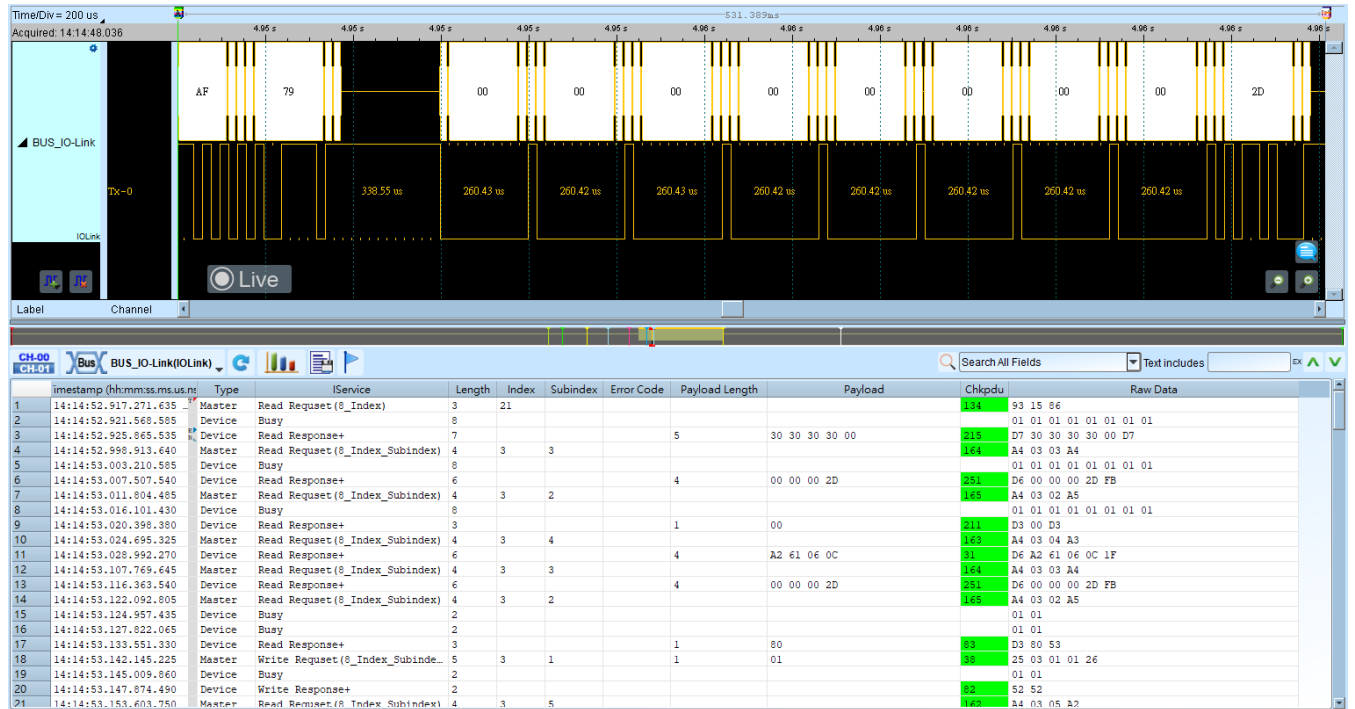 Time/Div = 200 us
531.389ms
Acquired: 14:14:48.036
4.95 s 4.95 s 4.95 s 4.96 s 4.96 s 4.96 s 4.96 s 4.96 s 4.96 s 4.96 s 4.96 s 4.96 s 4.96 s
AF 79 00 00 00 00 00 00 00 00 2D
BUS_IO-Link
Tx-0 338.55 us 260.43 us 260.42 us 260.43 us 260.42 us 260.42 us 260.42 us 260.42 us 260.42 us
IOLink
Live
Label Channel
CH-00
CH-01
Bus BUS_IO-Link(IOLink) Search All Fields Text includes EX
imestamp (hh:mm:ss.ms.us.ns Type IService Length Index Subindex Error Code Payload Length Payload Chkpdu Raw Data
1 14:14:52.917.271.635 Master Read Requset(8_Index) 3 21 134 93 15 86
2 14:14:52.921.568.585 Device Busy 8 01 01 01 01 01 01 01 01
3 14:14:52.925.865.535 Device Read Response+ 7 5 30 30 30 30 00 215 D7 30 30 30 30 00 D7
4 14:14:52.998.913.640 Master Read Requset(8_Index_Subindex) 4 3 3 164 A4 03 03 A4
5 14:14:53.003.210.585 Device Busy 8 01 01 01 01 01 01 01 01
6 14:14:53.007.507.540 Device Read Response+ 6 4 00 00 00 2D 251 D6 00 00 00 2D FB
7 14:14:53.011.804.485 Master Read Requset(8_Index_Subindex) 4 3 2 165 A4 03 02 A5
8 14:14:53.016.101.430 Device Busy 8 01 01 01 01 01 01 01 01
9 14:14:53.020.398.380 Device Read Response+ 3 1 00 211 D3 00 D3
10 14:14:53.024.695.325 Master Read Requset(8_Index_Subindex) 4 3 4 163 A4 03 04 A3
11 14:14:53.028.992.270 Device Read Response+ 6 4 A2 61 06 0C 31 D6 A2 61 06 0C 1F
12 14:14:53.107.769.645 Master Read Requset(8_Index_Subindex) 4 3 3 164 A4 03 03 A4
13 14:14:53.116.363.540 Device Read Response+ 6 4 00 00 00 2D 251 D6 00 00 00 2D FB
14 14:14:53.122.092.805 Master Read Requset(8_Index_Subindex) 4 3 2 165 A4 03 02 A5
15 14:14:53.124.957.435 Device Busy 2 01 01
16 14:14:53.127.822.065 Device Busy 2 01 01
17 14:14:53.133.551.330 Device Read Response+ 3 1 80 83 D3 80 53
18 14:14:53.142.145.225 Master Write Requset(8_Index_Subinde... 5 3 1 1 01 38 25 03 01 01 26
19 14:14:53.145.009.860 Device Busy 2 01 01
20 14:14:53.147.874.490 Device Write Response+ 2 82 52 52
21 14:14:53.153.603.750 Master Read Requset(8_Index_Subindex) 4 3 5 162 A4 03 05 A2